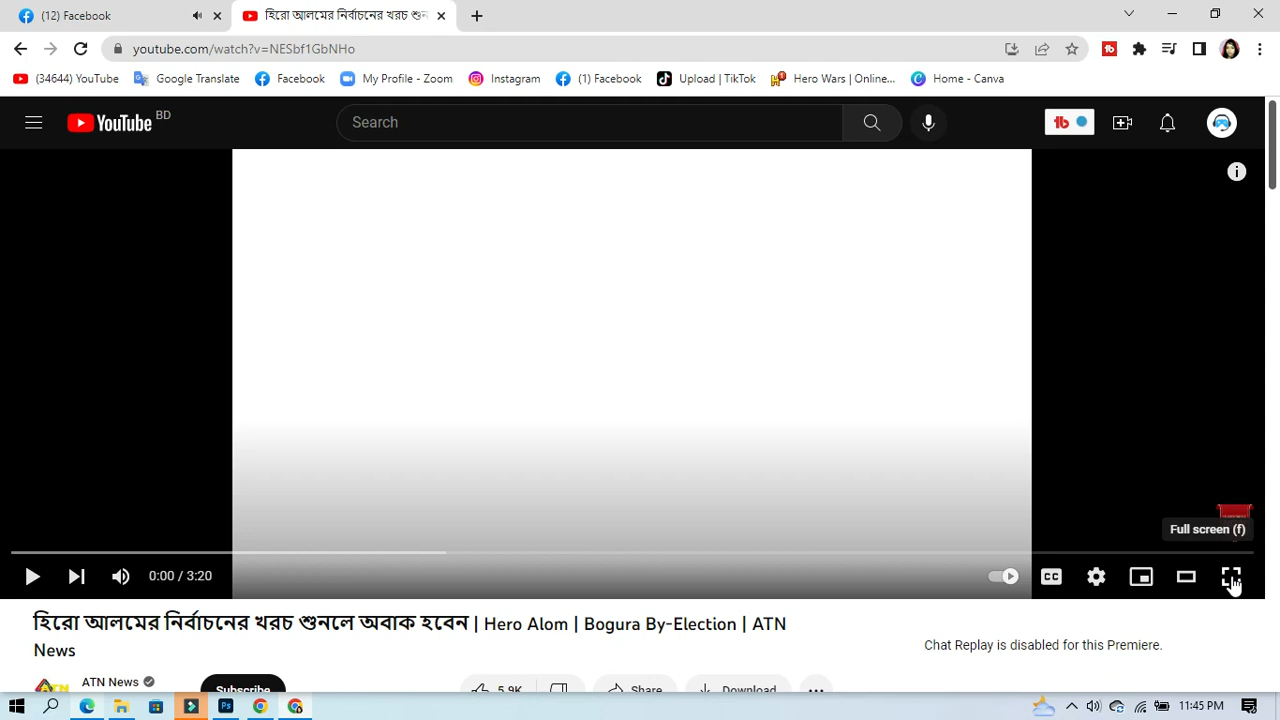 (12) Facebook
হিরো আলমের নির্বাচনের খরচ শুন
youtube.com/watch?v=NESbf1GbNHo
(34644) YouTube
Google Translate
Facebook
My Profile - Zoom
Instagram
(1) Facebook
Upload | TikTok
Hero Wars | Online...
Home - Canva
YouTube BD
Search
Full screen (f)
0:00 / 3:20
CC
হিরো আলমের নির্বাচনের খরচ শুনলে অবাক হবেন | Hero Alom | Bogura By-Election | ATN
News
Chat Replay is disabled for this Premiere.
ATN News
Subscribe
5.9K
Share
Download
11:45 PM